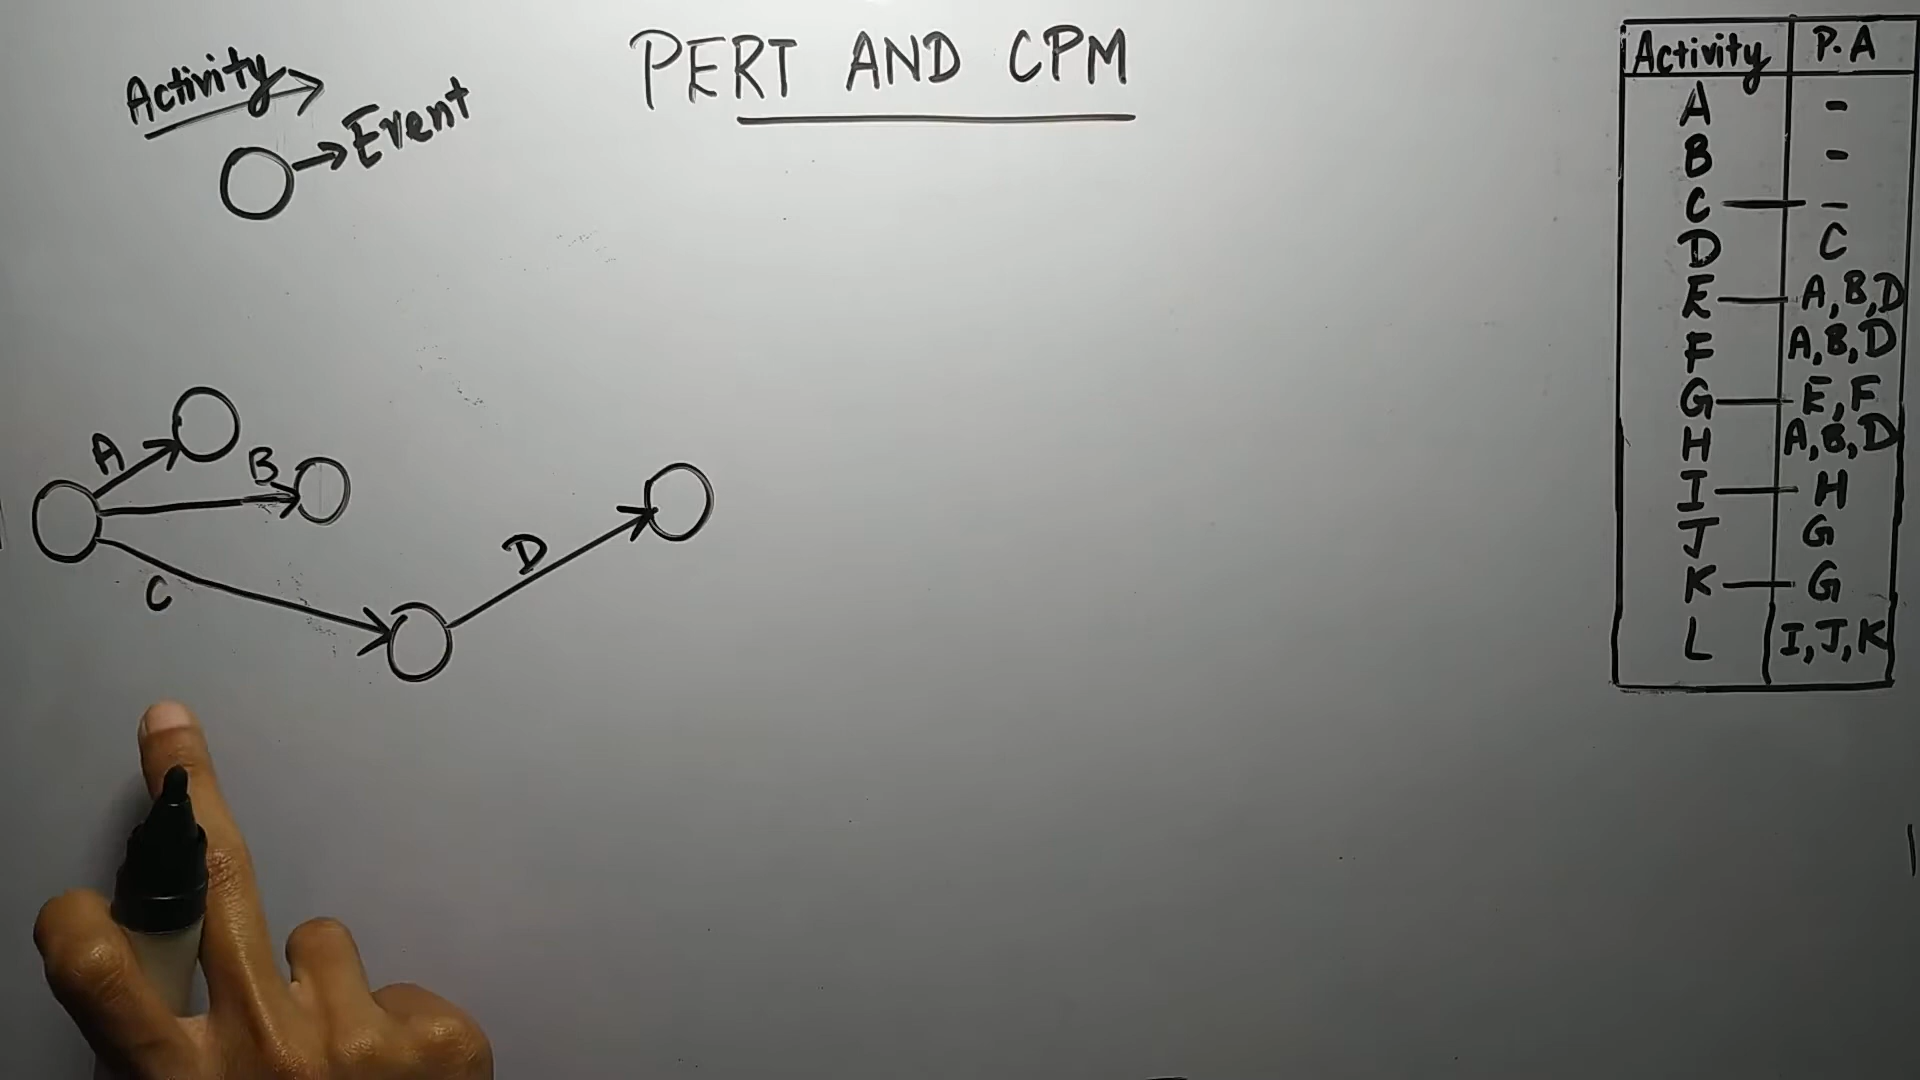 PERT AND CPM
Activity
Event
A
B
C
D
Activity P.A
A -
B -
C -
D C
E A, B, D
F A, B, D
G E, F
H A, B, D
I H
J G
K G
L I, J, K